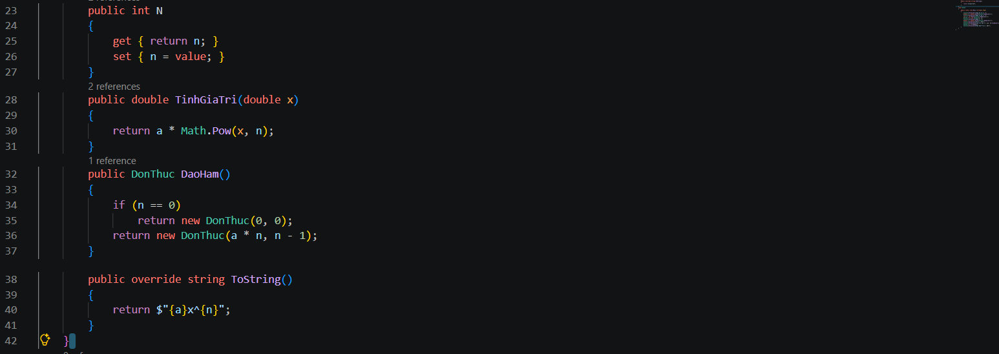 23 public int N
24 {
25 get { return n; }
26 set { n = value; }
27 }
2 references
28 public double TinhGiaTri(double x)
29 {
30 return a * Math.Pow(x, n);
31 }
1 reference
32 public DonThuc DaoHam()
33 {
34 if (n == 0)
35 return new DonThuc(0, 0);
36 return new DonThuc(a * n, n - 1);
37 }
38 public override string ToString()
39 {
40 return $"{a}x^{n}";
41 }
42 }